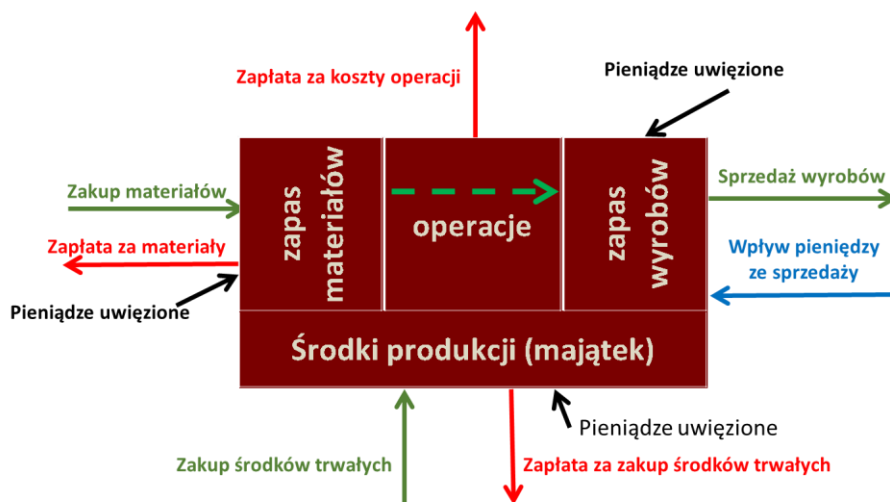 Zapłata za koszty operacji
Pieniądze uwięzione
Zakup materiałów
Zapłata za materiały
Pieniądze uwięzione
zapas
materiałów
operacje
zapas
wyrobów
Sprzedaż wyrobów
Wpływ pieniędzy
ze sprzedaży
Środki produkcji (majątek)
Zakup środków trwałych
Pieniądze uwięzione
Zapłata za zakup środków trwałych